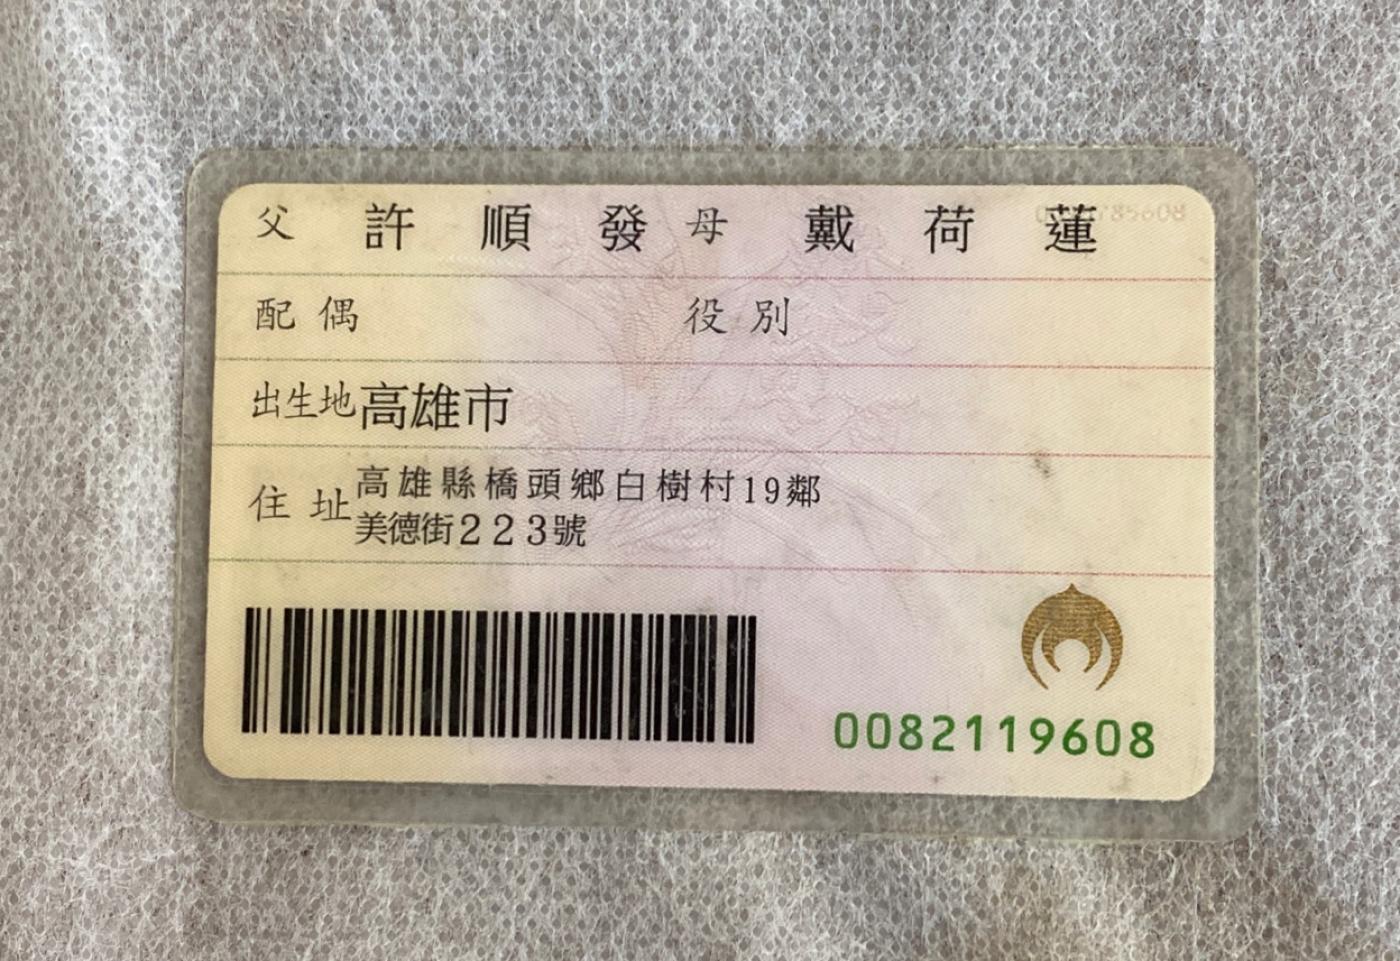 父 許順發 母 戴荷蓮
配偶 役別
出生地 高雄市
住址 高雄縣橋頭鄉白樹村19鄰
美德街223號
0082119608